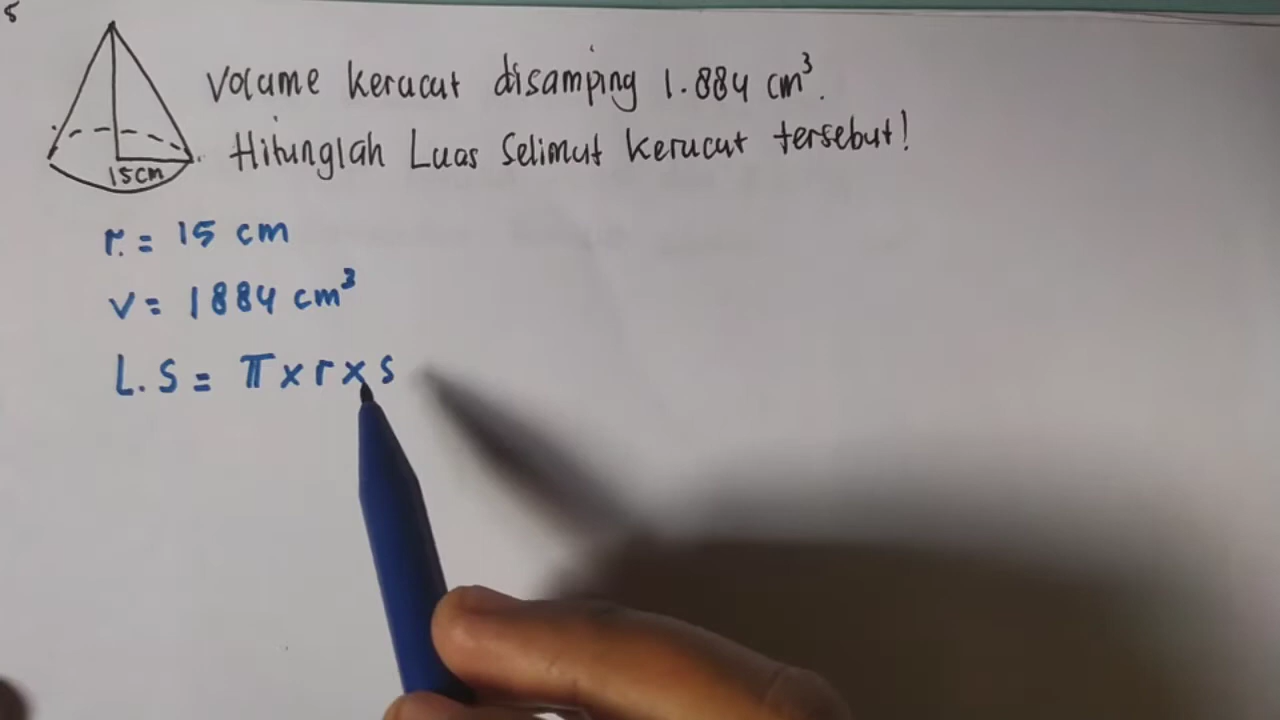 Volume kerucut disamping 1.884 cm³.
Hitunglah Luas Selimut kerucut tersebut!
15cm
r = 15 cm
v = 1884 cm³
L.S = π x r x s